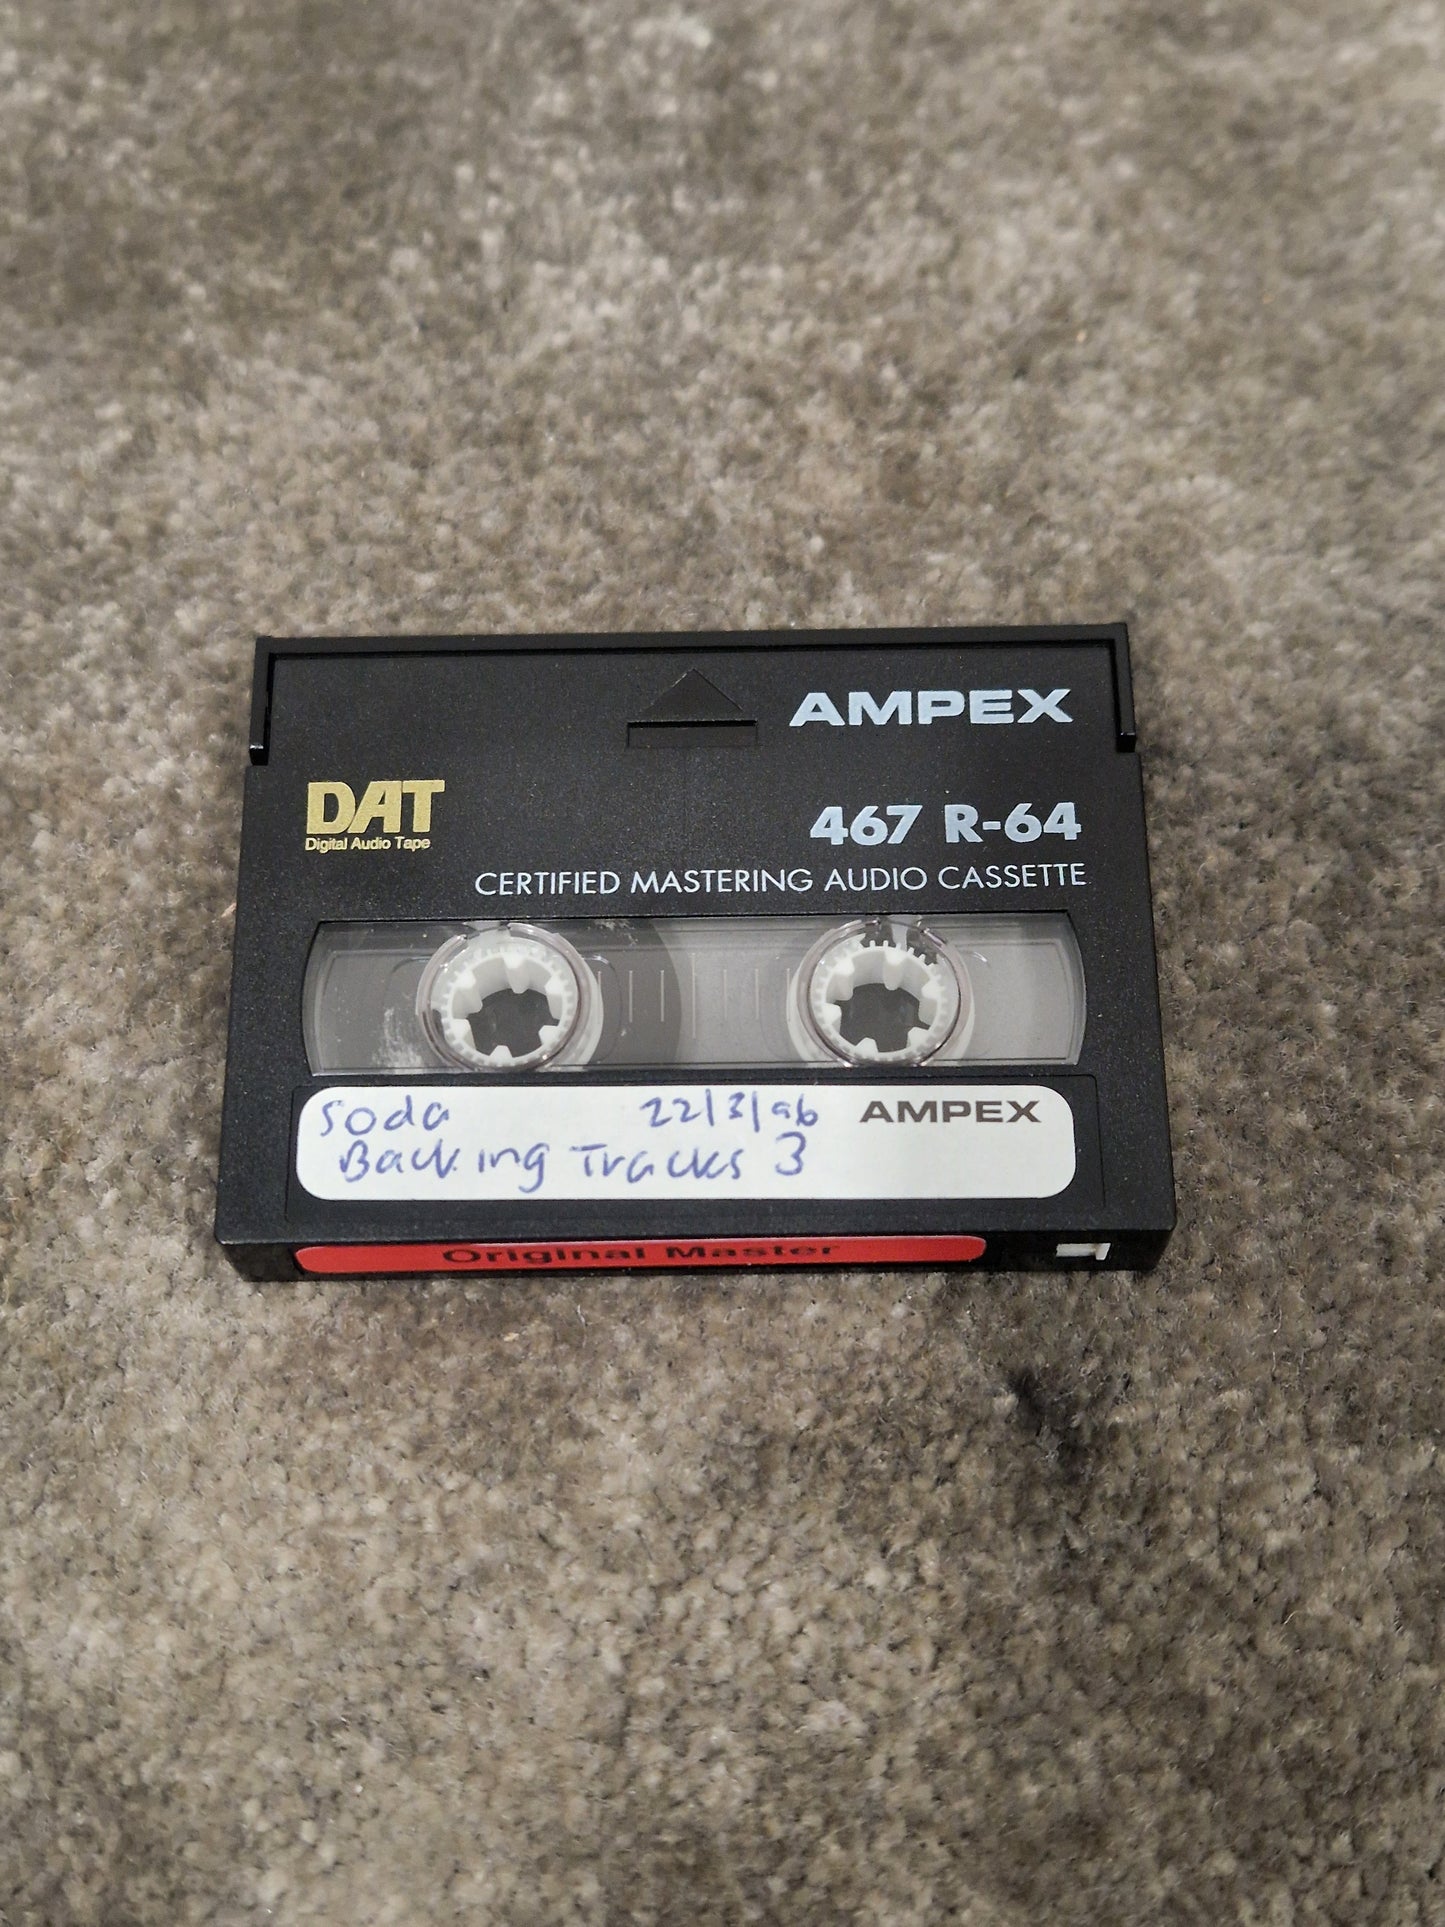 AMPEX
DAT
Digital Audio Tape
467 R-64
CERTIFIED MASTERING AUDIO CASSETTE
Soda 22/3/96 AMPEX
Backing Tracks 3
Original Master